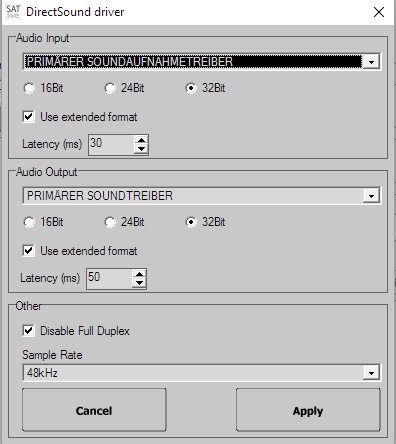 SAT
live.
DirectSound driver
Audio Input
PRIMÄRER SOUNDAUFNAHMETREIBER
16Bit 24Bit 32Bit
Use extended format
Latency (ms) 30
Audio Output
PRIMÄRER SOUNDTREIBER
16Bit 24Bit 32Bit
Use extended format
Latency (ms) 50
Other
Disable Full Duplex
Sample Rate
48kHz
Cancel Apply